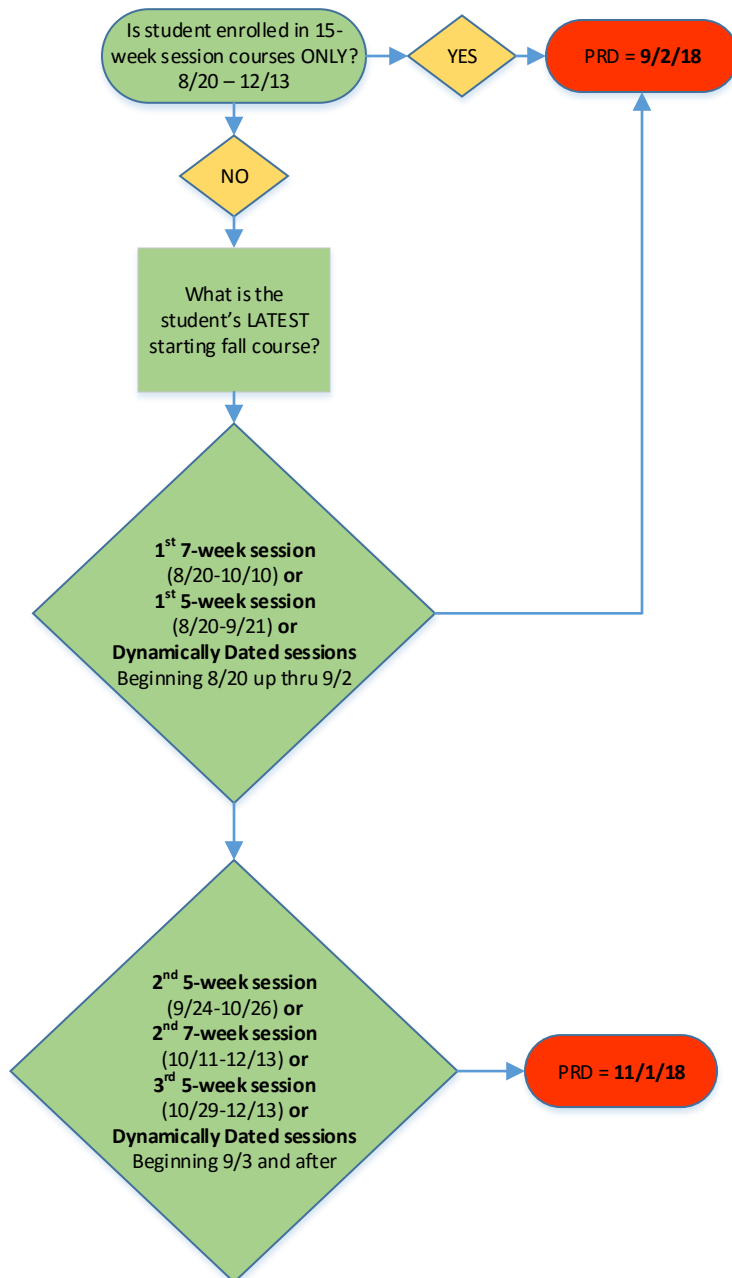 Is student enrolled in 15-
week session courses ONLY?
8/20 – 12/13
YES
PRD = 9/2/18
NO
What is the
student’s LATEST
starting fall course?
1st 7-week session
(8/20-10/10) or
1st 5-week session
(8/20-9/21) or
Dynamically Dated sessions
Beginning 8/20 up thru 9/2
2nd 5-week session
(9/24-10/26) or
2nd 7-week session
(10/11-12/13) or
3rd 5-week session
(10/29-12/13) or
Dynamically Dated sessions
Beginning 9/3 and after
PRD = 11/1/18